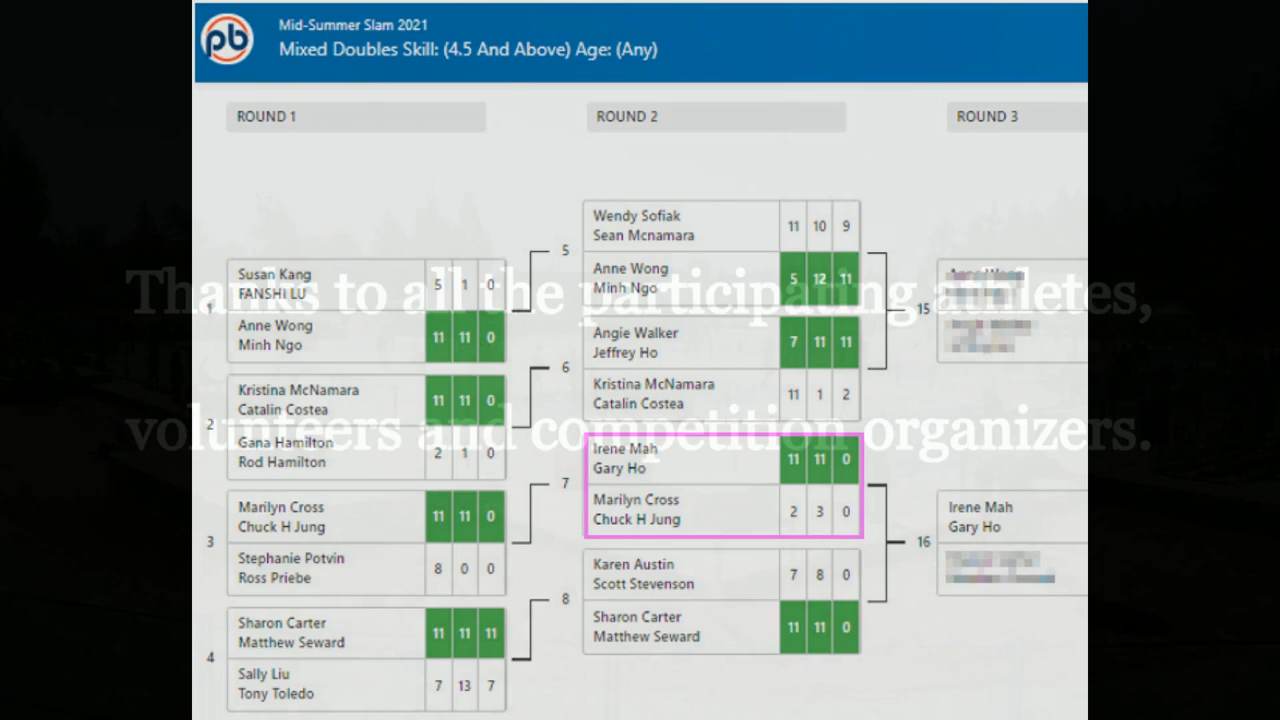 pb
Mid-Summer Slam 2021
Mixed Doubles Skill: (4.5 And Above) Age: (Any)
ROUND 1
ROUND 2
ROUND 3
Thanks to all the participating athletes,
volunteers and competition organizers.
1
Susan Kang
FANSHI LU
5 1 0
Anne Wong
Minh Ngo
11 11 0
2
Kristina McNamara
Catalin Costea
11 11 0
Gana Hamilton
Rod Hamilton
2 1 0
3
Marilyn Cross
Chuck H Jung
11 11 0
Stephanie Potvin
Ross Priebe
8 0 0
4
Sharon Carter
Matthew Seward
11 11 11
Sally Liu
Tony Toledo
7 13 7
5
Wendy Sofiak
Sean Mcnamara
11 10 9
Anne Wong
Minh Ngo
5 12 11
6
Angie Walker
Jeffrey Ho
7 11 11
Kristina McNamara
Catalin Costea
11 1 2
7
Irene Mah
Gary Ho
11 11 0
Marilyn Cross
Chuck H Jung
2 3 0
8
Karen Austin
Scott Stevenson
7 8 0
Sharon Carter
Matthew Seward
11 11 0
15
16
Irene Mah
Gary Ho